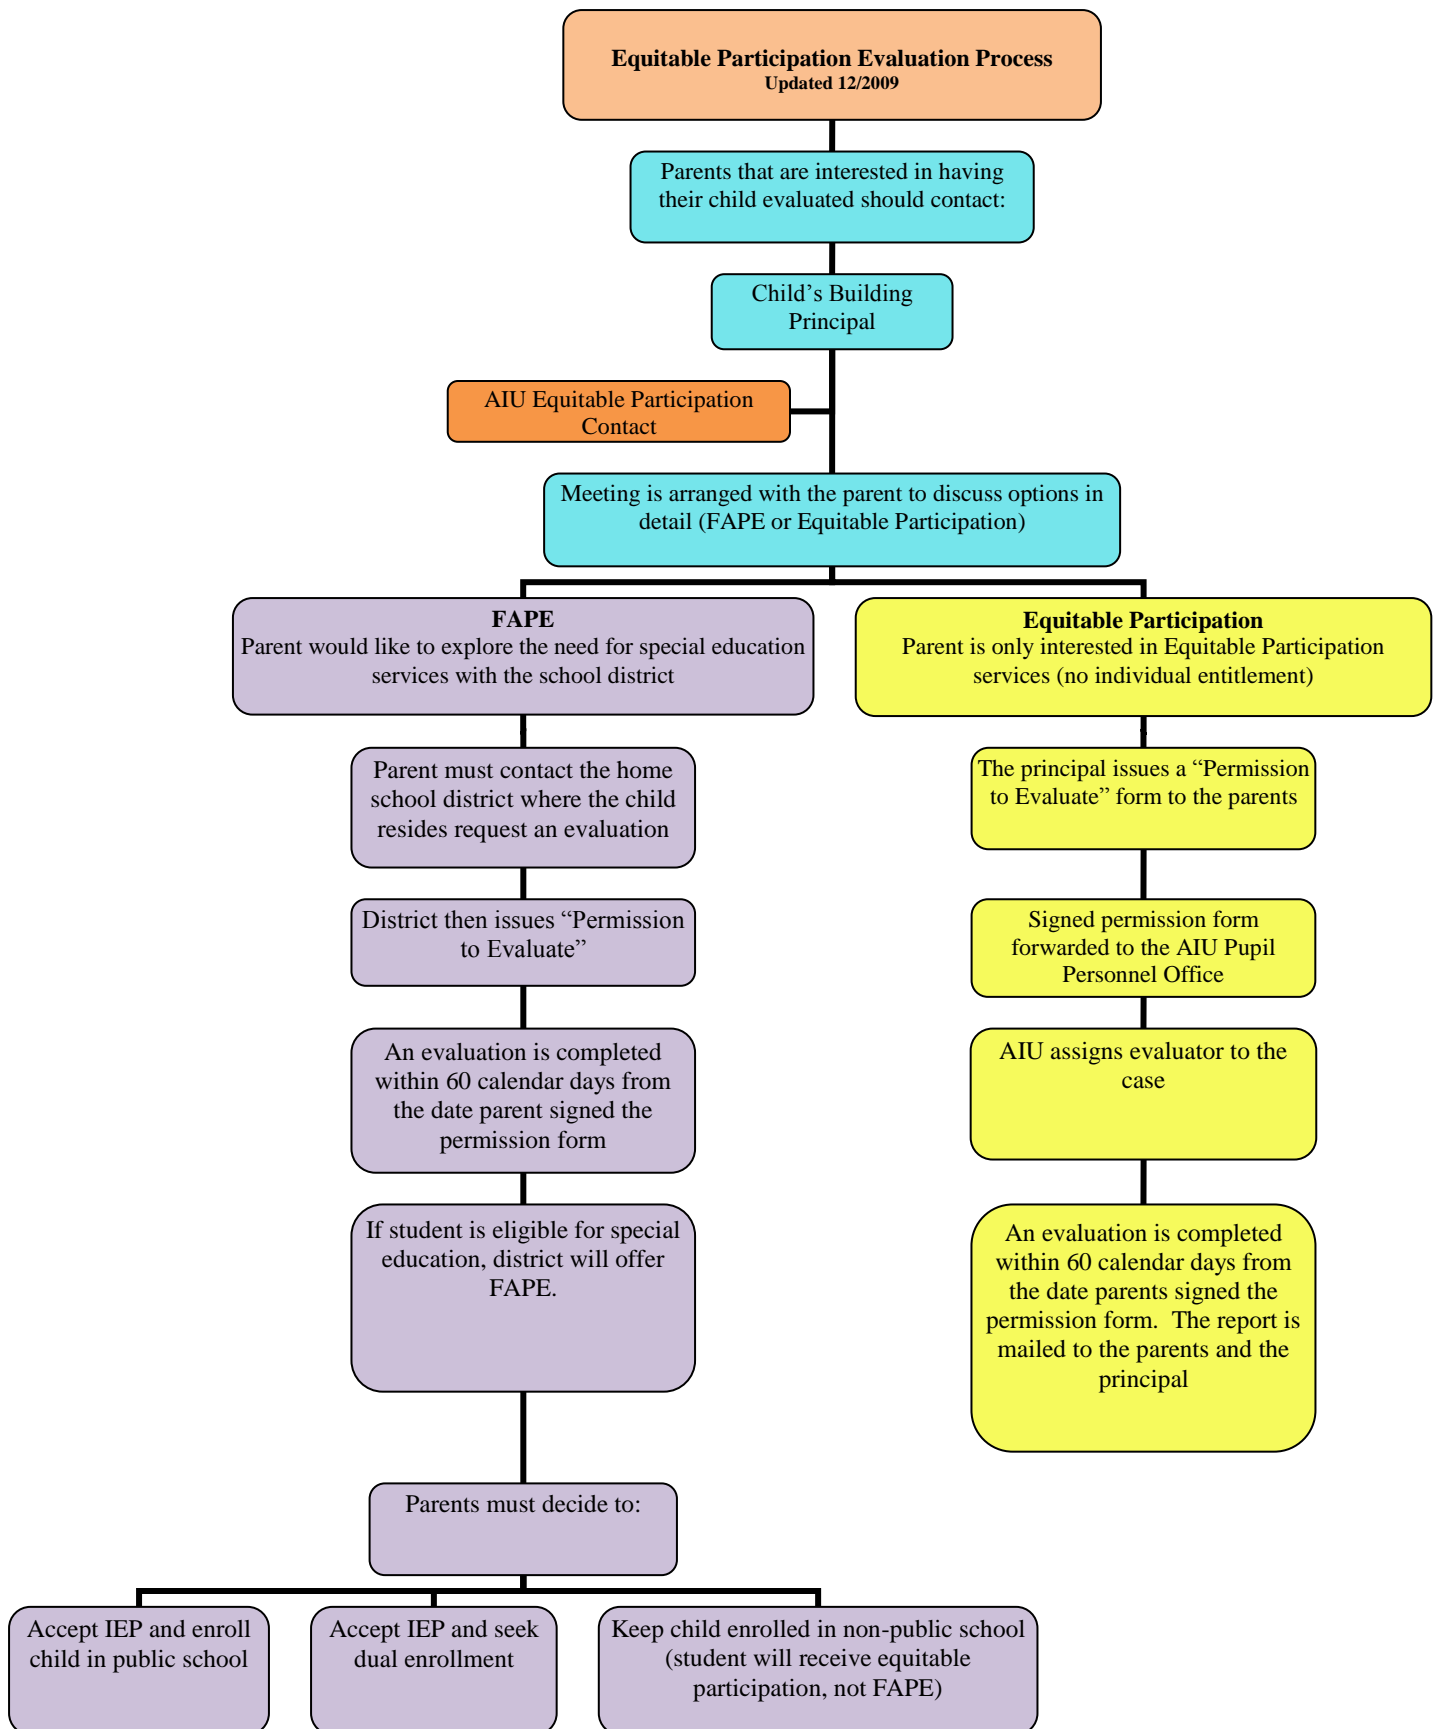 Equitable Participation Evaluation Process
Updated 12/2009
Parents that are interested in having
their child evaluated should contact:
Child’s Building
Principal
AIU Equitable Participation
Contact
Meeting is arranged with the parent to discuss options in
detail (FAPE or Equitable Participation)
FAPE
Parent would like to explore the need for special education
services with the school district
Equitable Participation
Parent is only interested in Equitable Participation
services (no individual entitlement)
Parent must contact the home
school district where the child
resides request an evaluation
The principal issues a “Permission
to Evaluate” form to the parents
District then issues “Permission
to Evaluate”
Signed permission form
forwarded to the AIU Pupil
Personnel Office
An evaluation is completed
within 60 calendar days from
the date parent signed the
permission form
AIU assigns evaluator to the
case
If student is eligible for special
education, district will offer
FAPE.
An evaluation is completed
within 60 calendar days from
the date parents signed the
permission form.  The report is
mailed to the parents and the
principal
Parents must decide to:
Accept IEP and enroll
child in public school
Accept IEP and seek
dual enrollment
Keep child enrolled in non-public school
(student will receive equitable
participation, not FAPE)